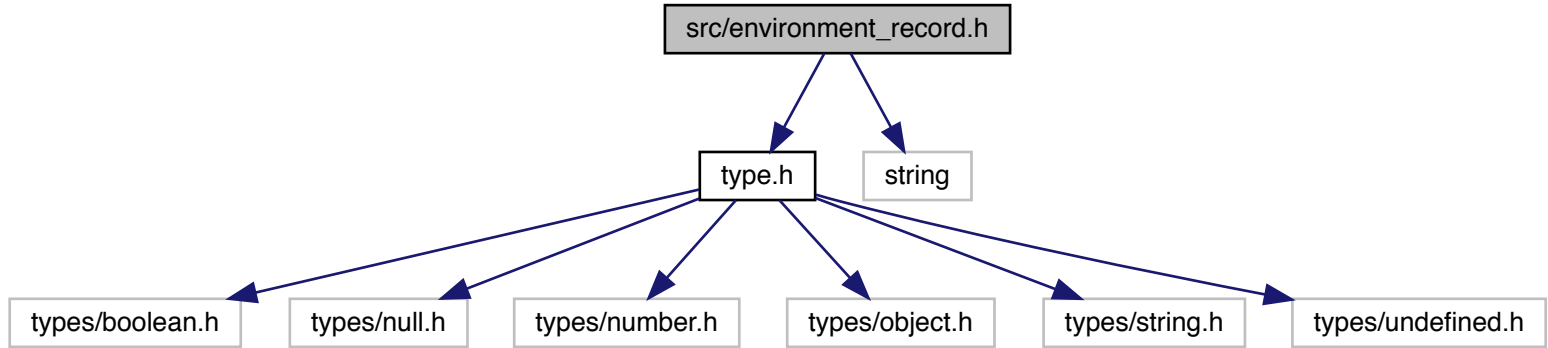 src/environment_record.h
type.h
string
types/boolean.h
types/null.h
types/number.h
types/object.h
types/string.h
types/undefined.h